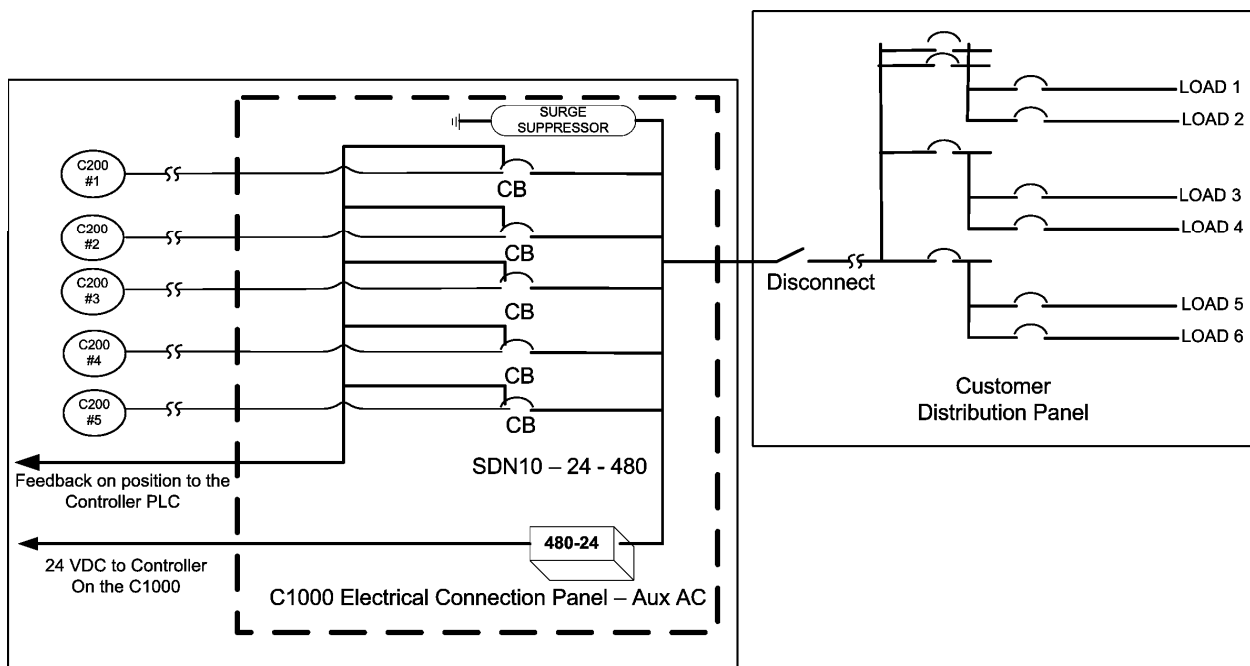 SURGE
SUPPRESSOR
C200
#1
CB
C200
#2
CB
C200
#3
CB
C200
#4
CB
C200
#5
CB
Feedback on position to the
Controller PLC
SDN10 – 24 - 480
480-24
24 VDC to Controller
On the C1000
C1000 Electrical Connection Panel – Aux AC
Disconnect
LOAD 1
LOAD 2
LOAD 3
LOAD 4
LOAD 5
LOAD 6
Customer
Distribution Panel